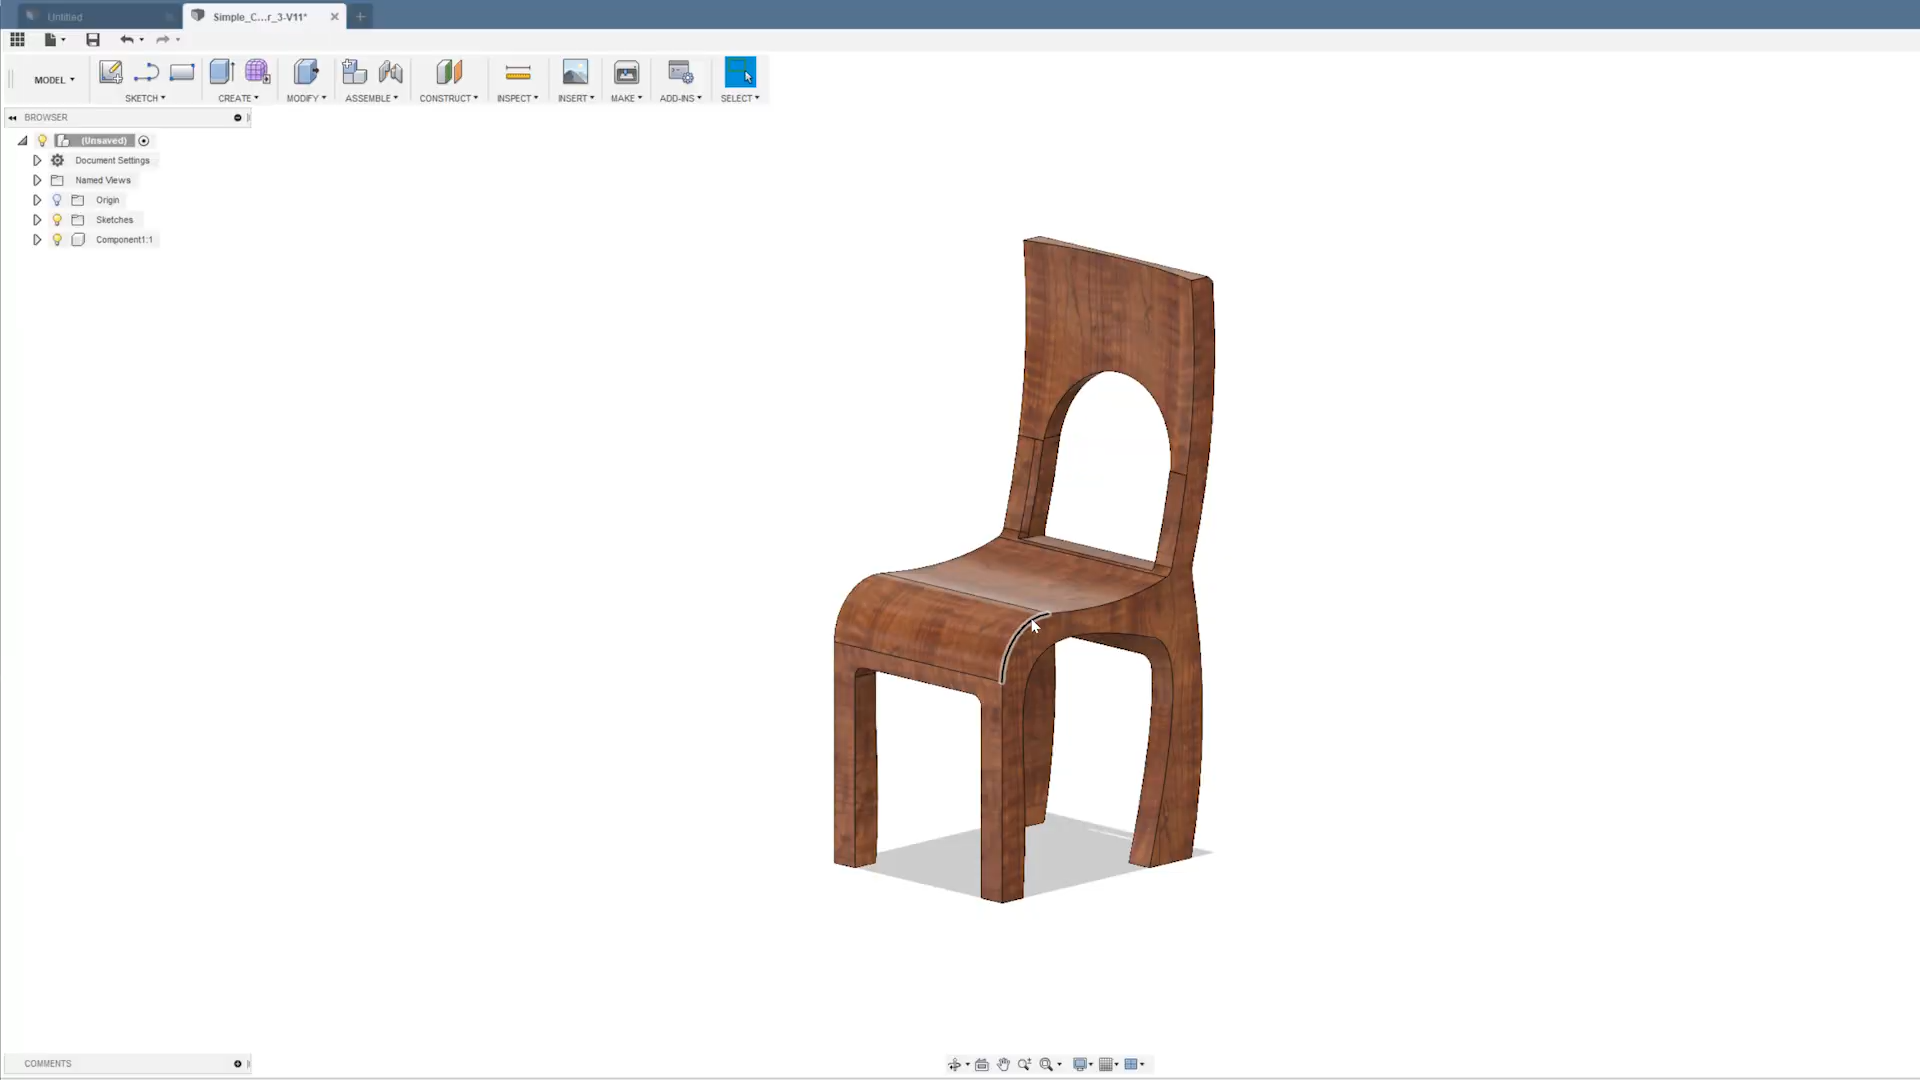 Untitled
Simple_C...r_3-V11*
MODEL
SKETCH
CREATE
MODIFY
ASSEMBLE
CONSTRUCT
INSPECT
INSERT
MAKE
ADD-INS
SELECT
BROWSER
(Unsaved)
Document Settings
Named Views
Origin
Sketches
Component1:1
COMMENTS